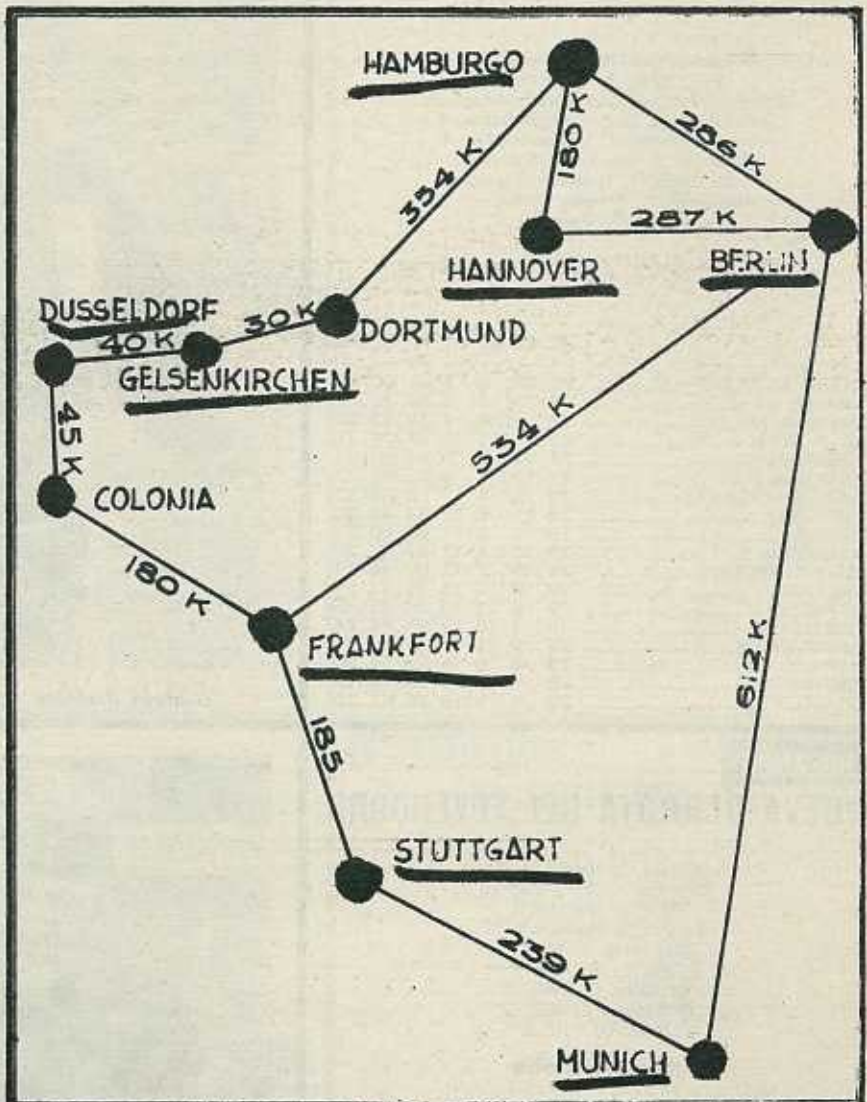 HAMBURGO
180 K
286 K
354 K
287 K
HANNOVER
BERLIN
DUSSELDORF
30 K
40 K
DORTMUND
GELSENKIRCHEN
45 K
534 K
COLONIA
180 K
FRANKFORT
612 K
185
STUTTGART
239 K
MUNICH